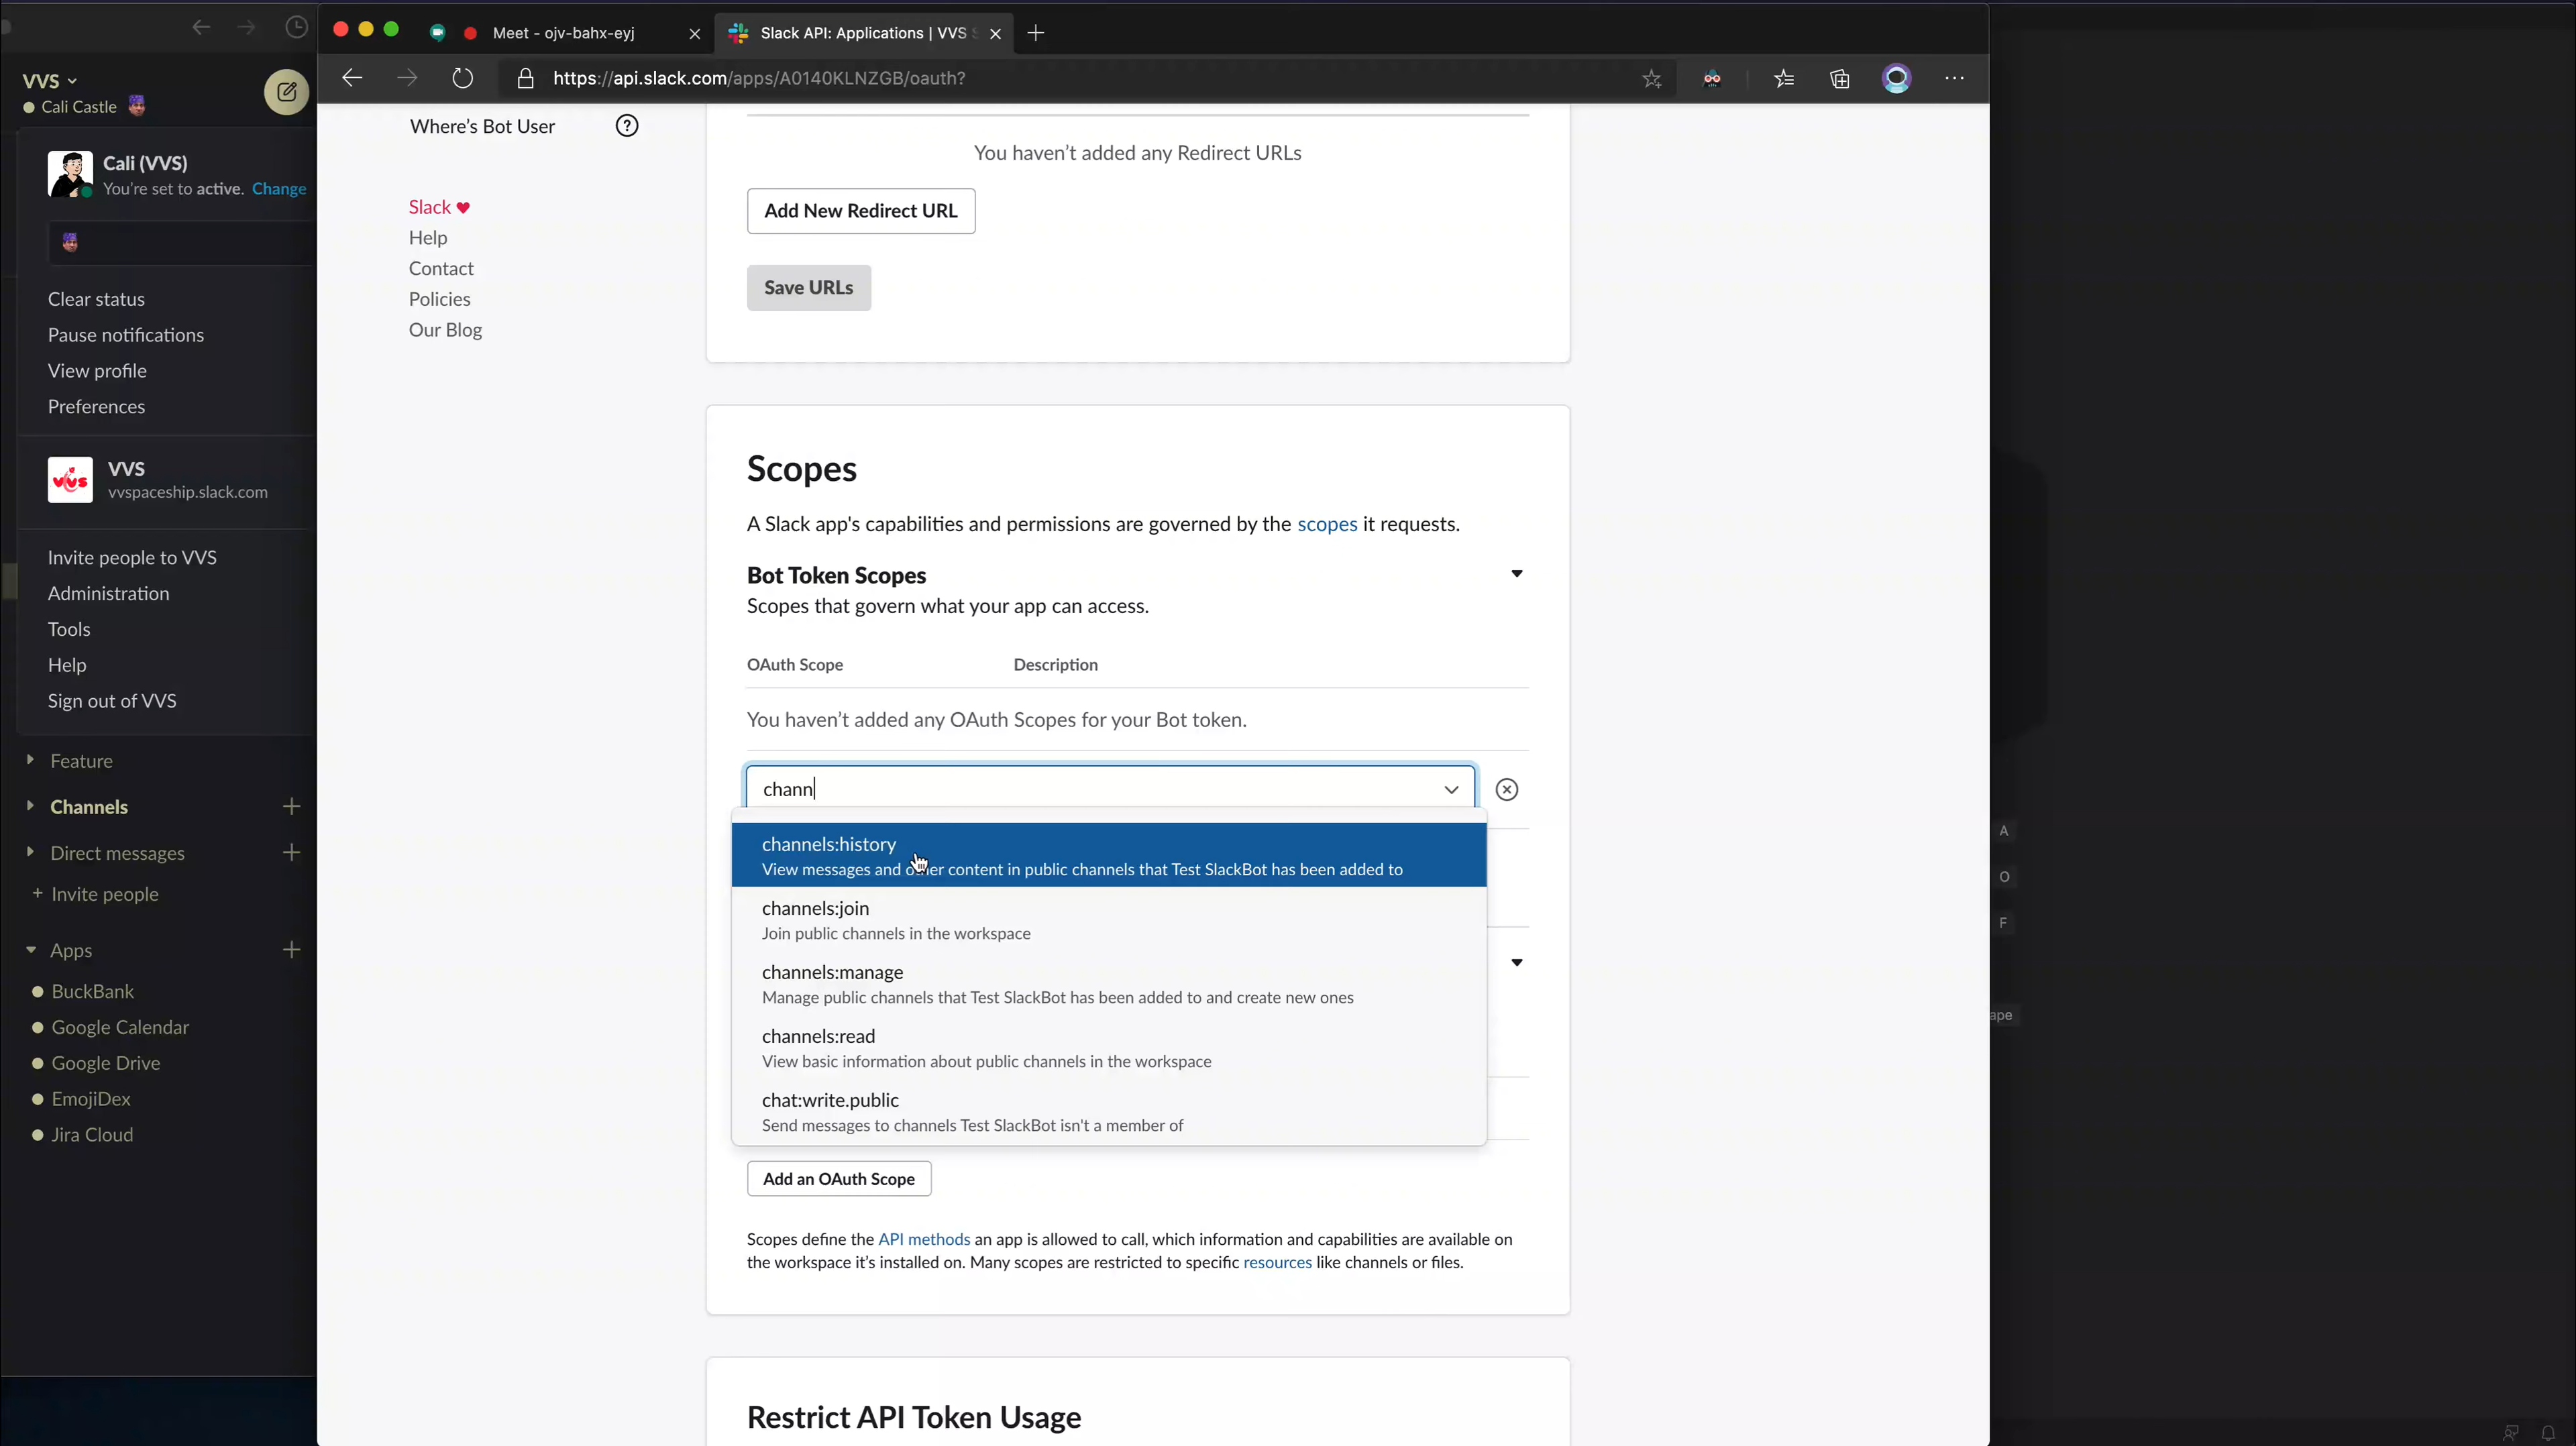 VVS
Cali Castle
Cali (VVS)
You're set to active. Change
Clear status
Pause notifications
View profile
Preferences
VVS
vvspaceship.slack.com
Invite people to VVS
Administration
Tools
Help
Sign out of VVS
Feature
Channels
Direct messages
+ Invite people
Apps
BuckBank
Google Calendar
Google Drive
EmojiDex
Jira Cloud
Meet - ojv-bahx-eyj
Slack API: Applications | VVS
https://api.slack.com/apps/A0140KLNZGB/oauth?
Where's Bot User
Slack ♥
Help
Contact
Policies
Our Blog
You haven't added any Redirect URLs
Add New Redirect URL
Save URLs
Scopes
A Slack app's capabilities and permissions are governed by the scopes it requests.
Bot Token Scopes
Scopes that govern what your app can access.
OAuth Scope Description
You haven't added any OAuth Scopes for your Bot token.
chann
channels:history
View messages and other content in public channels that Test SlackBot has been added to
channels:join
Join public channels in the workspace
channels:manage
Manage public channels that Test SlackBot has been added to and create new ones
channels:read
View basic information about public channels in the workspace
chat:write.public
Send messages to channels Test SlackBot isn't a member of
Add an OAuth Scope
Scopes define the API methods an app is allowed to call, which information and capabilities are available on
the workspace it's installed on. Many scopes are restricted to specific resources like channels or files.
Restrict API Token Usage
A
O
F
ape